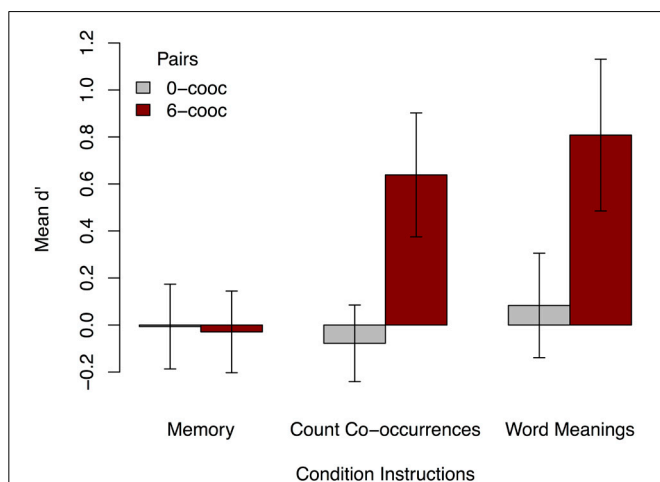 1.2
1.0
0.8
0.6
0.4
0.2
0.0
−0.2
Mean d'
Pairs
0−cooc
6−cooc
Memory Count Co−occurrences Word Meanings
Condition Instructions